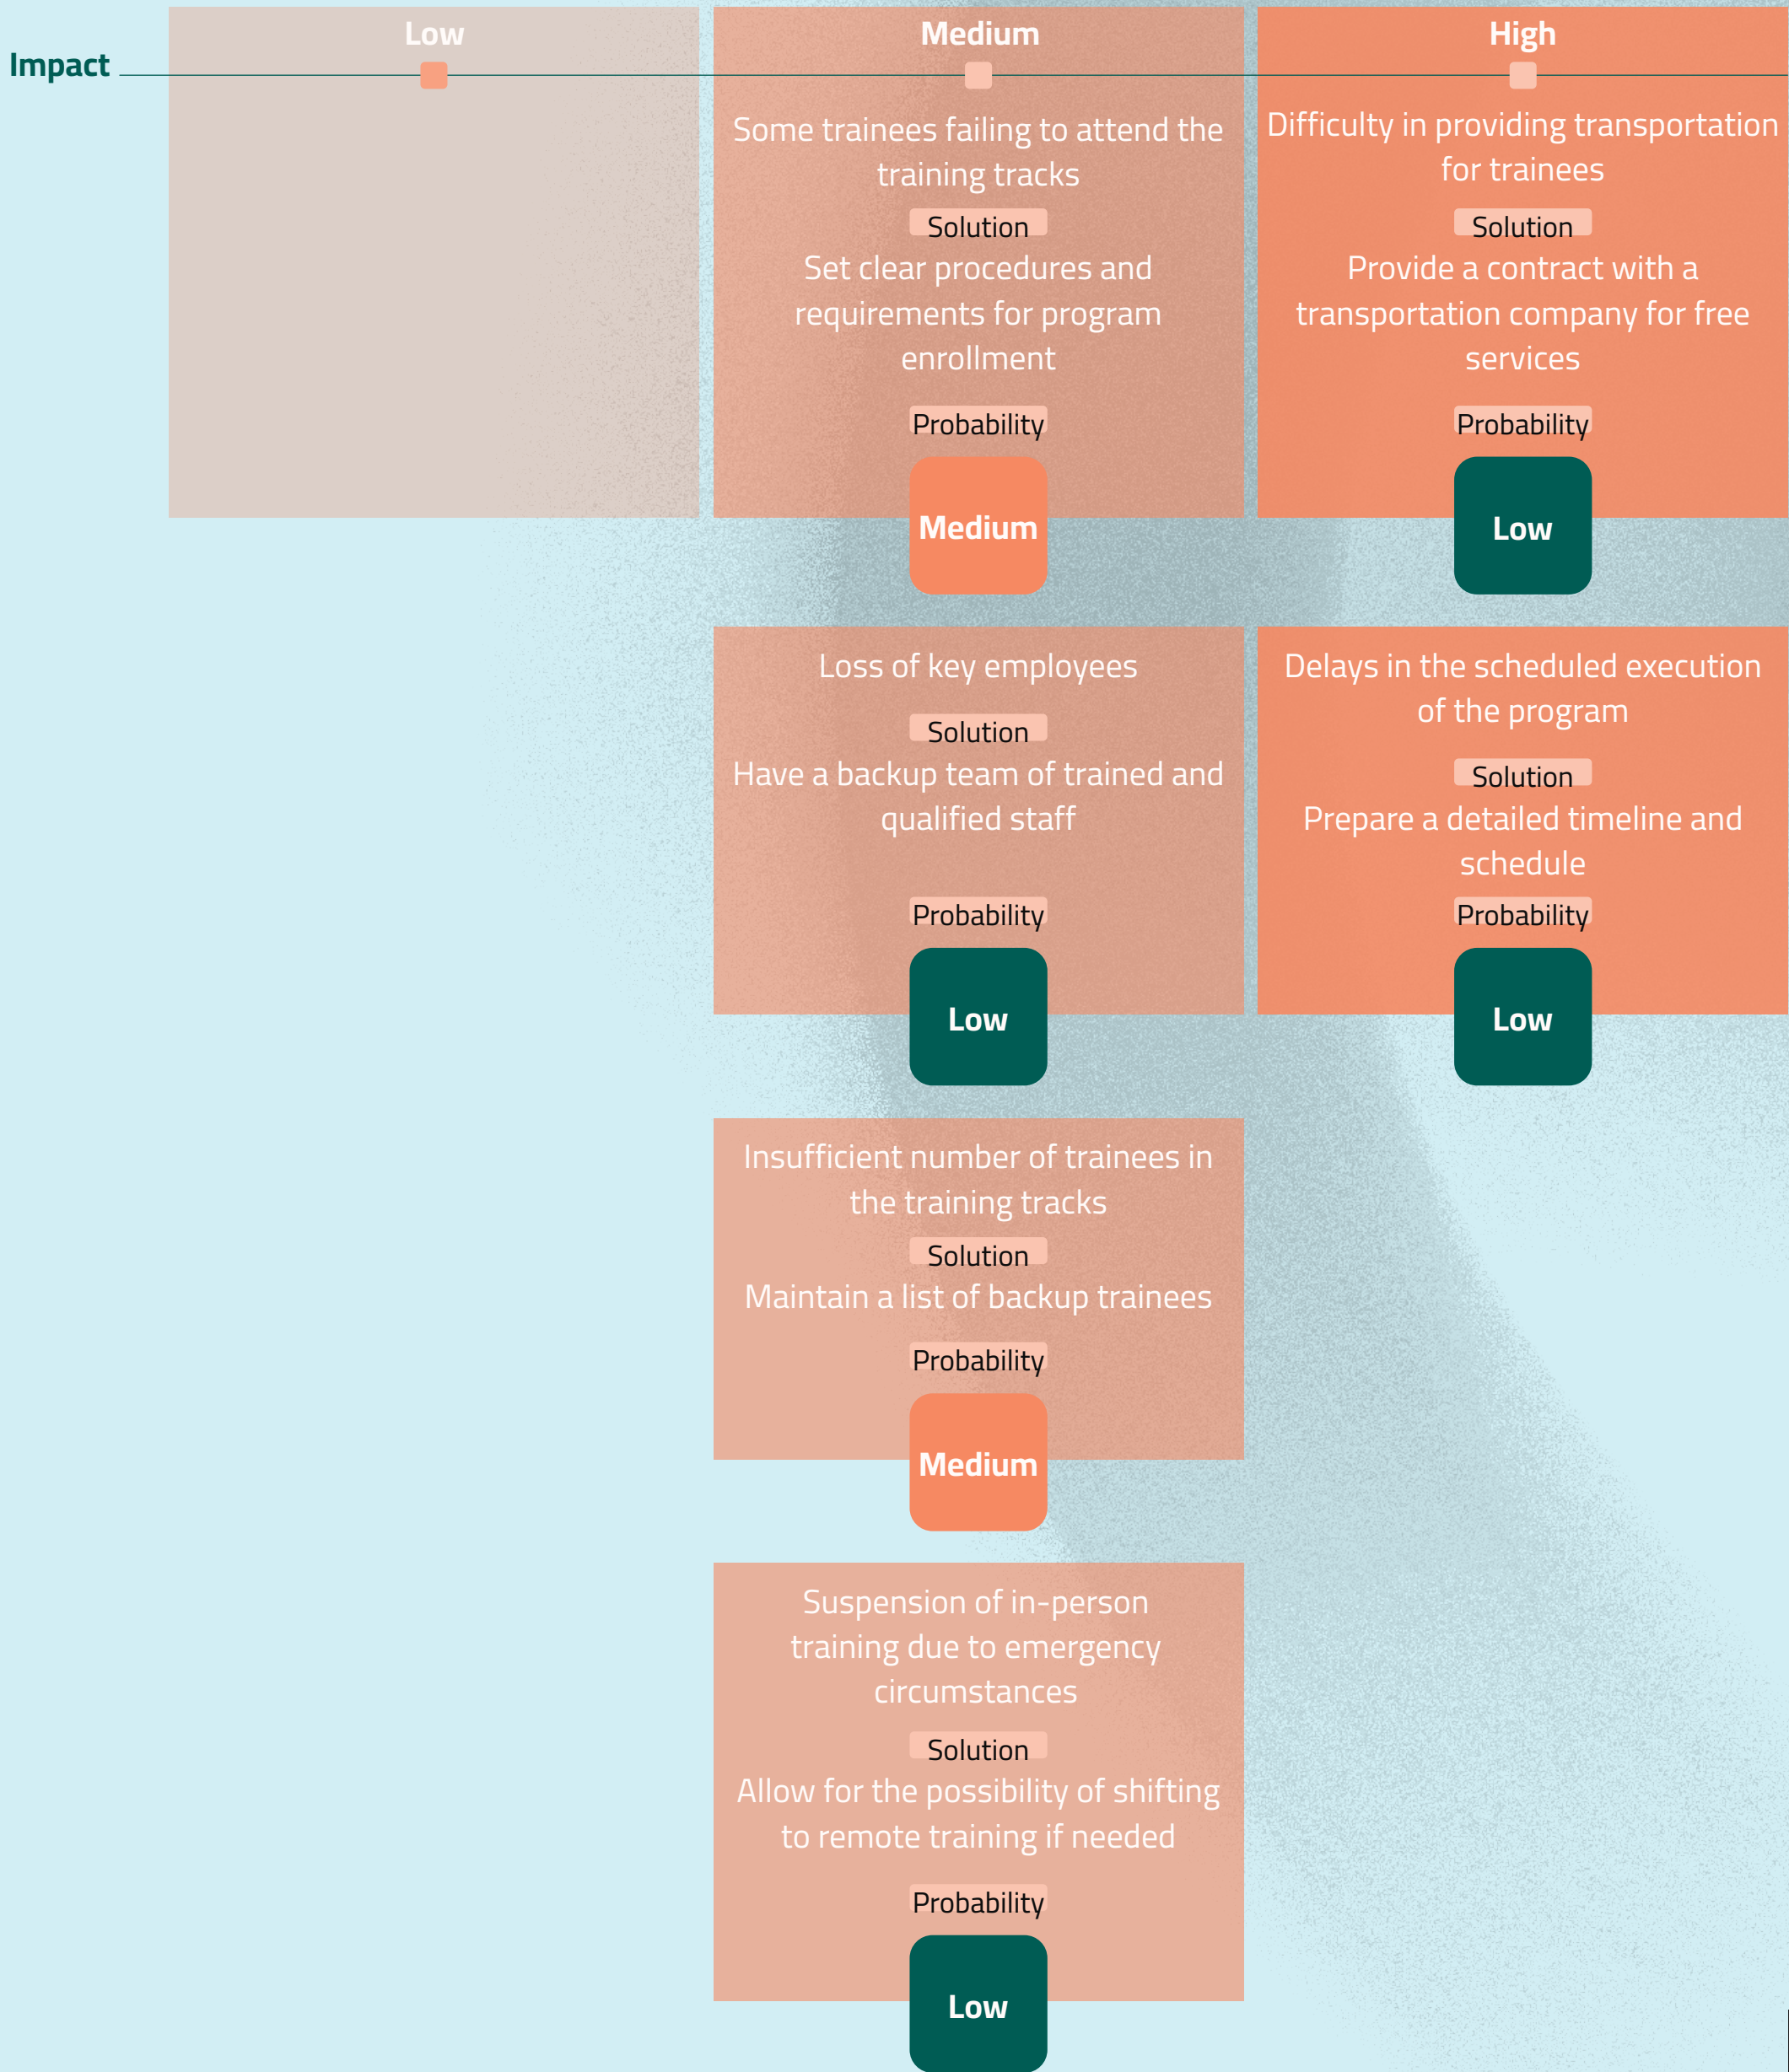 Impact
Low
Medium
High
Some trainees failing to attend the
training tracks
Solution
Set clear procedures and
requirements for program
enrollment
Probability
Medium
Difficulty in providing transportation
for trainees
Solution
Provide a contract with a
transportation company for free
services
Probability
Low
Loss of key employees
Solution
Have a backup team of trained and
qualified staff
Probability
Low
Delays in the scheduled execution
of the program
Solution
Prepare a detailed timeline and
schedule
Probability
Low
Insufficient number of trainees in
the training tracks
Solution
Maintain a list of backup trainees
Probability
Medium
Suspension of in-person
training due to emergency
circumstances
Solution
Allow for the possibility of shifting
to remote training if needed
Probability
Low